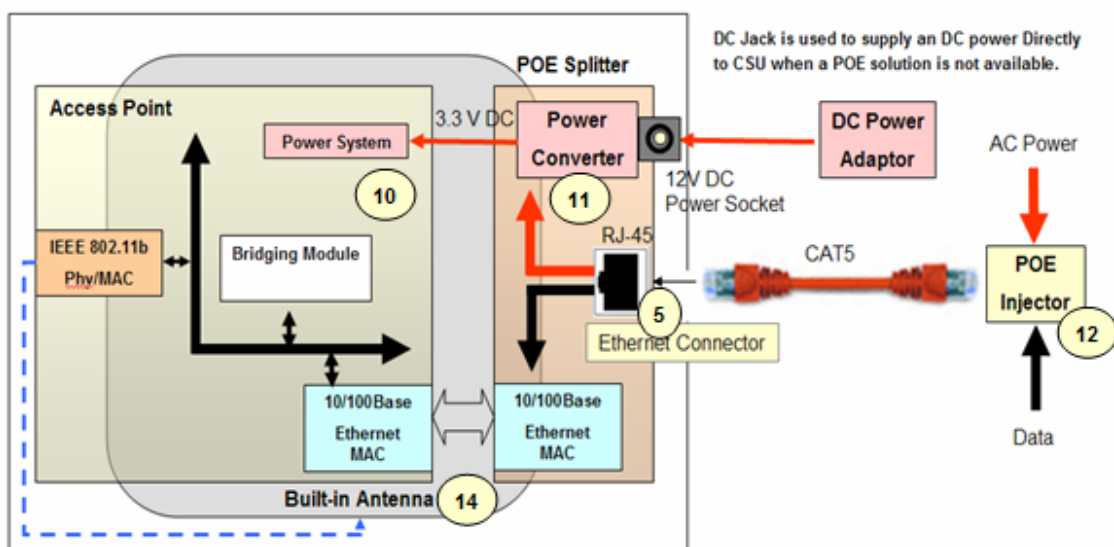 DC Jack is used to supply an DC power Directly
to CSU when a POE solution is not available.
POE Splitter
Access Point
3.3 V DC
Power
Converter
DC Power
Adaptor
Power System
AC Power
10
11
12V DC
Power Socket
RJ-45
IEEE 802.11b
Phy/MAC
Bridging Module
CAT5
POE
Injector
5
12
Ethernet Connector
10/100Base
Ethernet
MAC
10/100Base
Ethernet
MAC
Data
Built-in Antenna
14